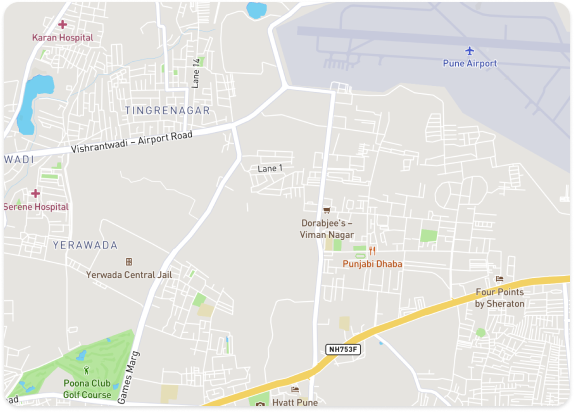 Karan Hospital
Lane 14
Pune Airport
TINGRENAGAR
Vishrantwadi – Airport Road
WADI
Lane 1
Serene Hospital
Dorabjee's –
Viman Nagar
YERAWADA
Yerwada Central Jail
Punjabi Dhaba
Four Points
by Sheraton
NH753F
Games Marg
Poona Club
Golf Course
ad
Hyatt Pune